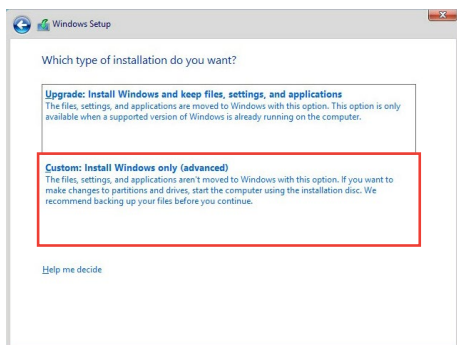 Windows Setup
Which type of installation do you want?
Upgrade: Install Windows and keep files, settings, and applications
The files, settings, and applications are moved to Windows with this option. This option is only
available when a supported version of Windows is already running on the computer.
Custom: Install Windows only (advanced)
The files, settings, and applications aren't moved to Windows with this option. If you want to
make changes to partitions and drives, start the computer using the installation disc. We
recommend backing up your files before you continue.
Help me decide